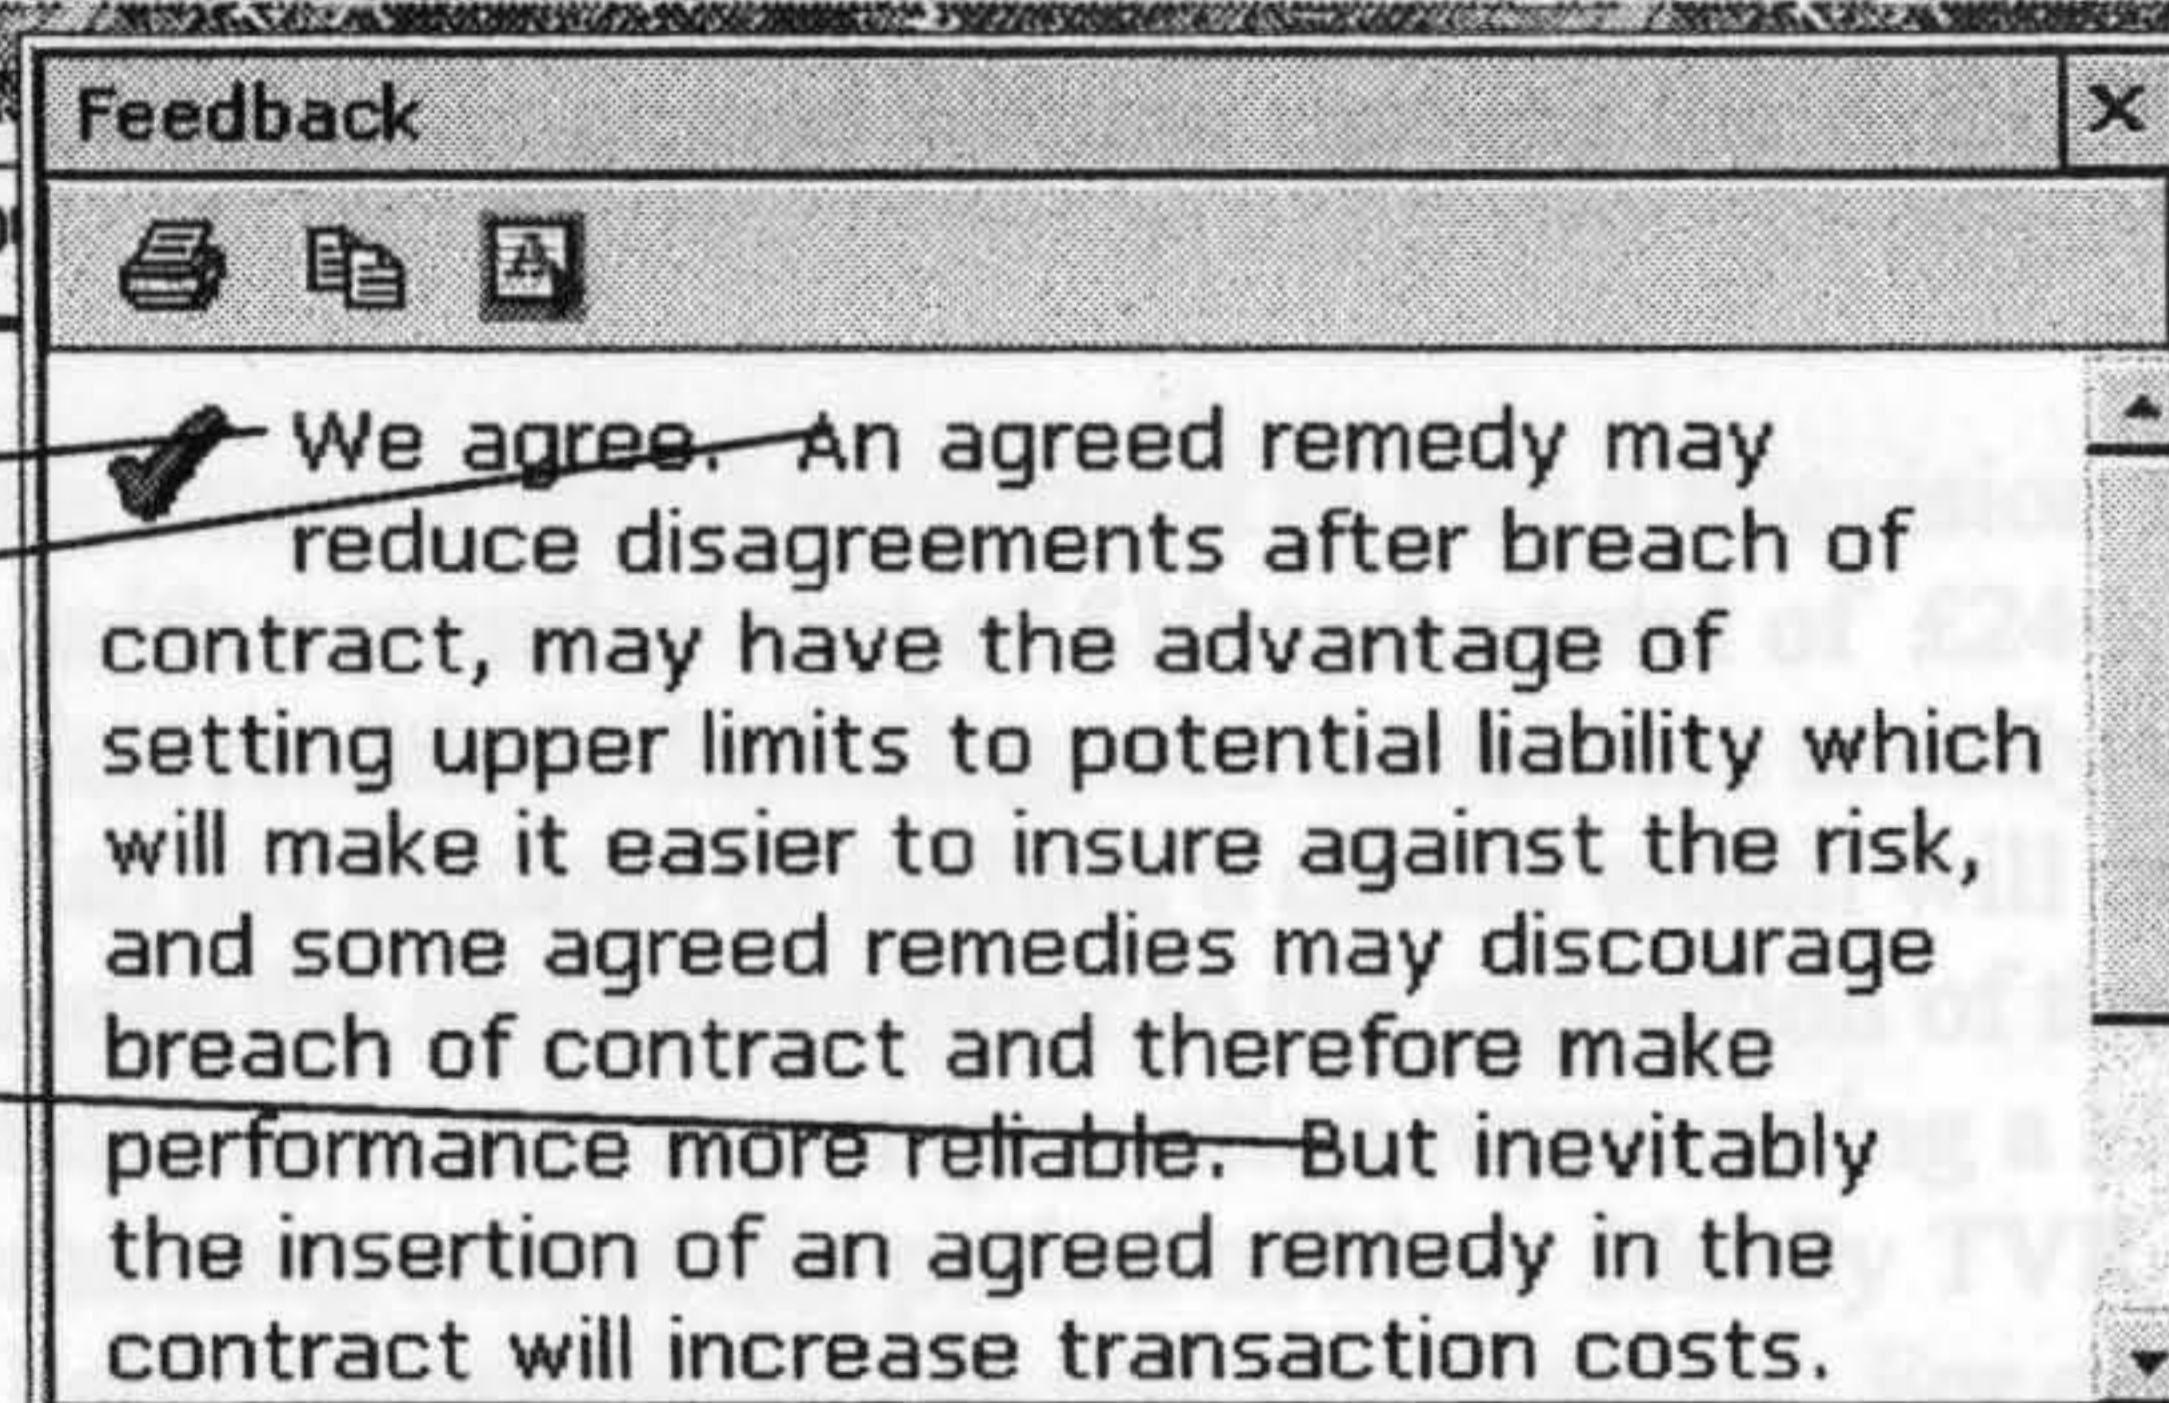 Feedback
We agree. An agreed remedy may
reduce disagreements after breach of
contract, may have the advantage of
setting upper limits to potential liability which
will make it easier to insure against the risk,
and some agreed remedies may discourage
breach of contract and therefore make
performance more reliable. But inevitably
the insertion of an agreed remedy in the
contract will increase transaction costs.